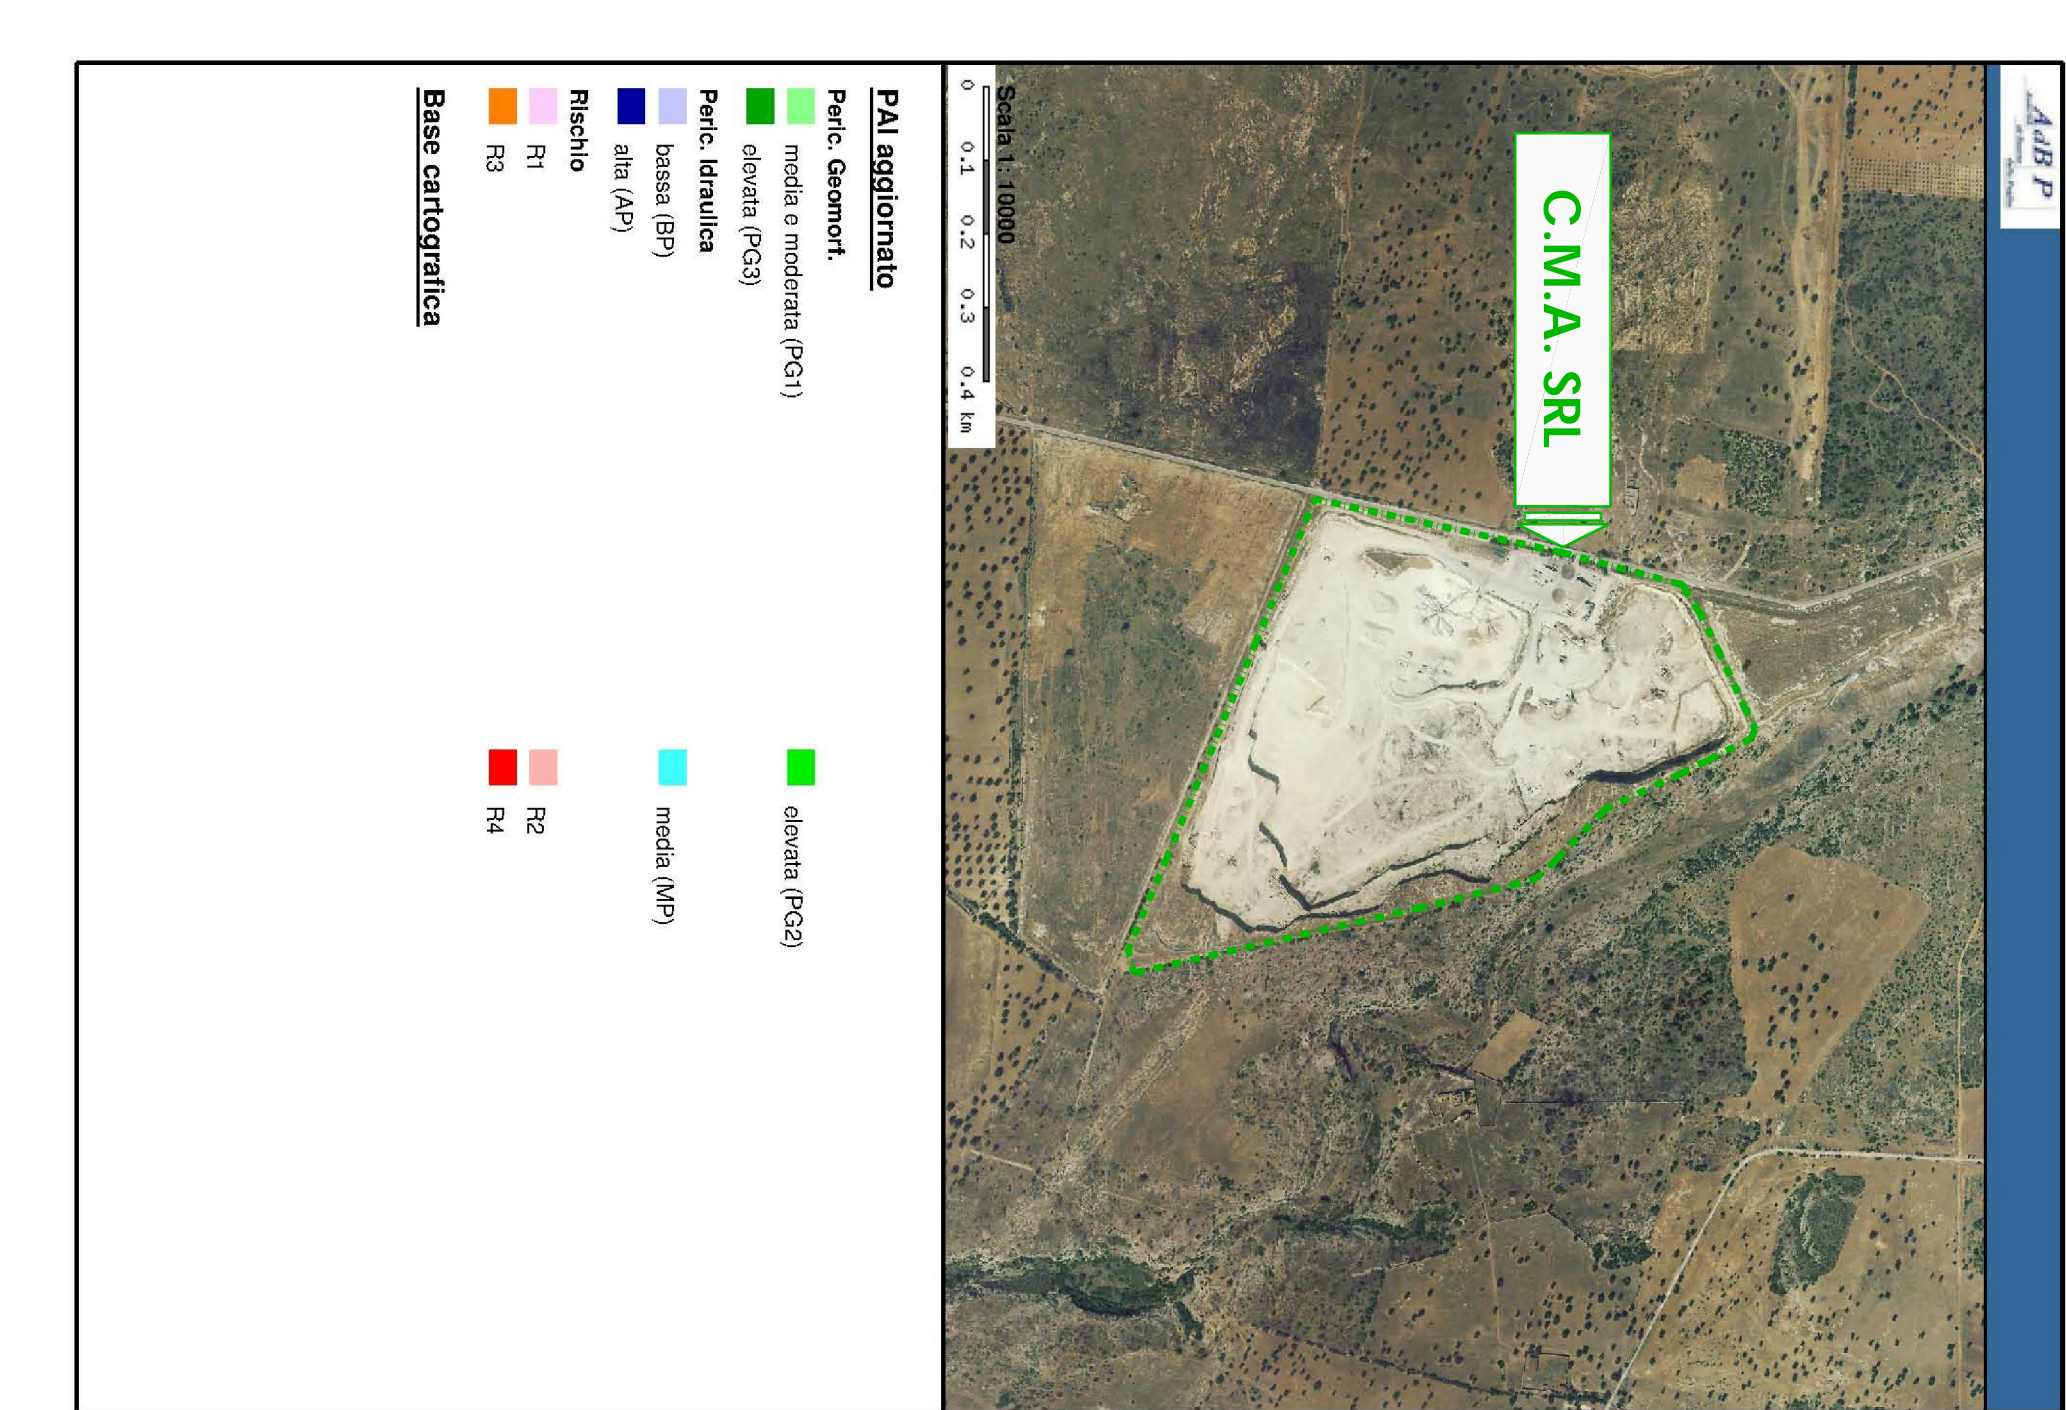 AdB P
C.M.A. SRL
Scala 1: 10000
0 0.1 0.2 0.3 0.4 km
PAI aggiornato
Peric. Geomorf.
media e moderata (PG1) elevata (PG2)
elevata (PG3)
Peric. Idraulica
bassa (BP) media (MP)
alta (AP)
Rischio
R1 R2
R3 R4
Base cartografica